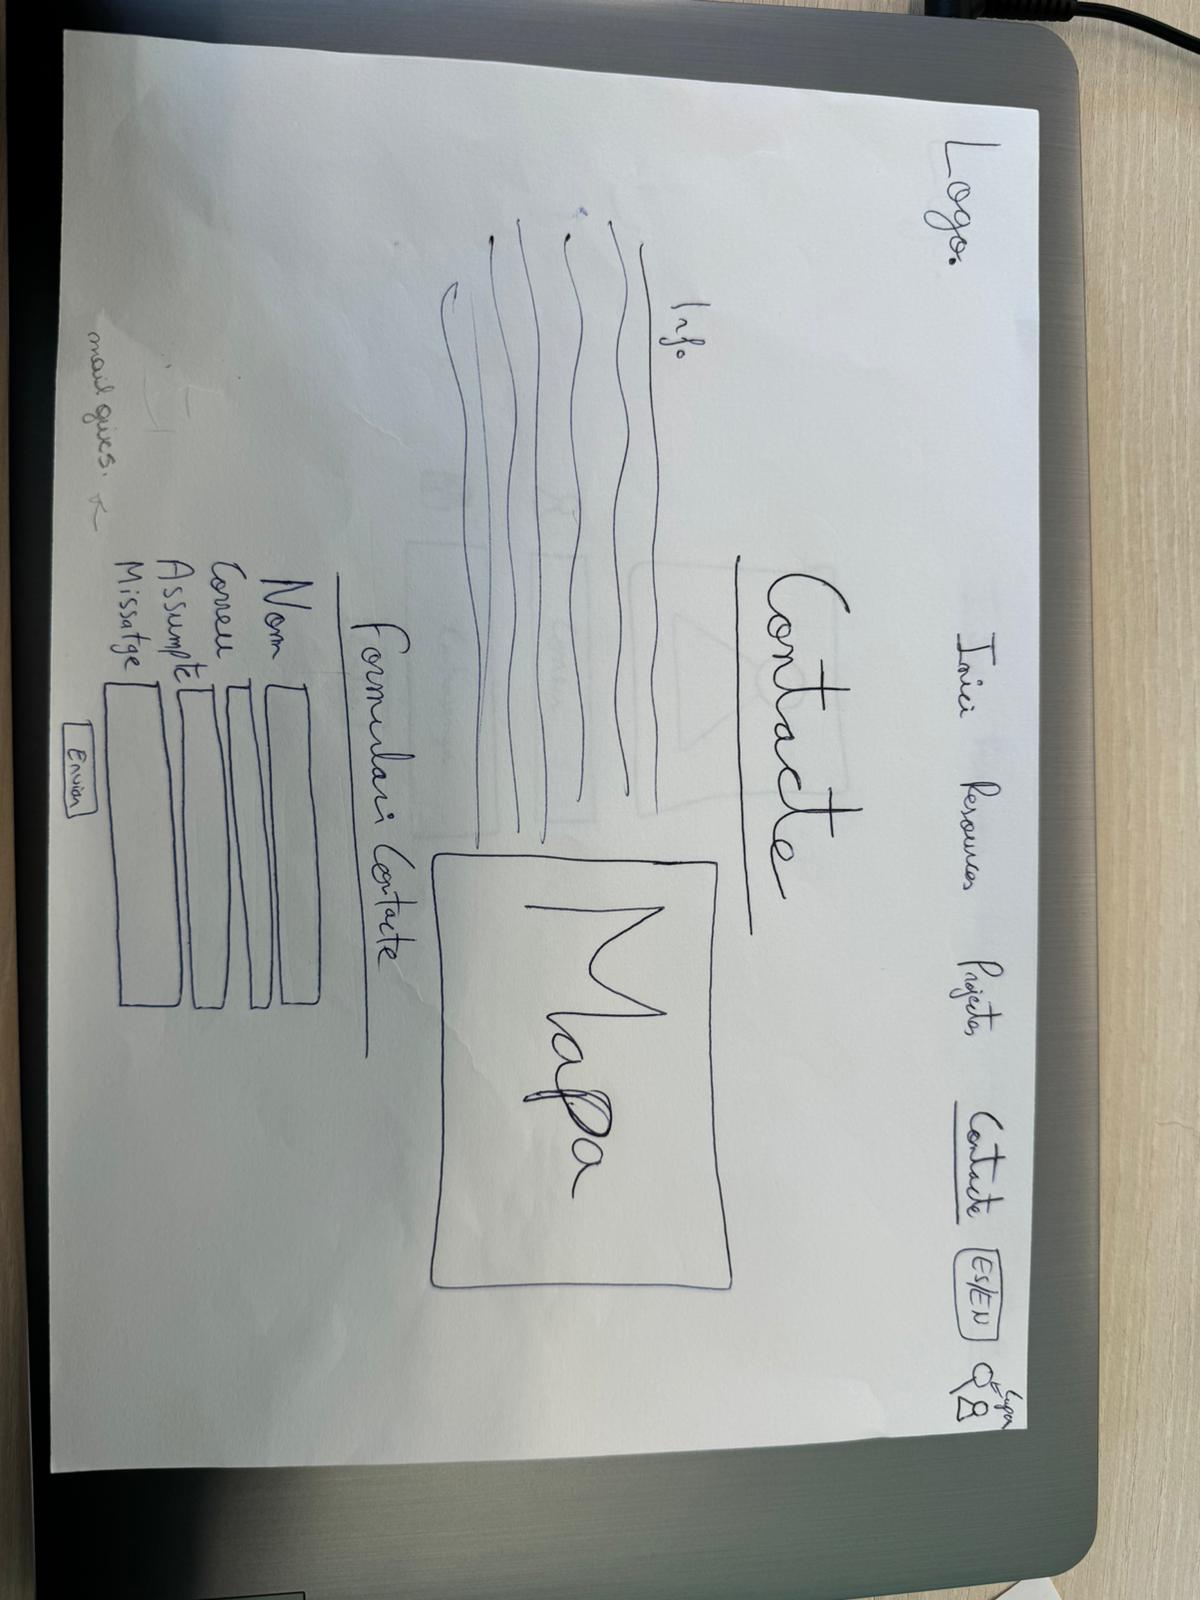 Logo.
Inici Resources Projectes Contacte ES/EN Lupa
Contacte
Info
Mapa
Formulari Contacte
Nom
Correu
Assumpte
Missatge
mail
Enviar